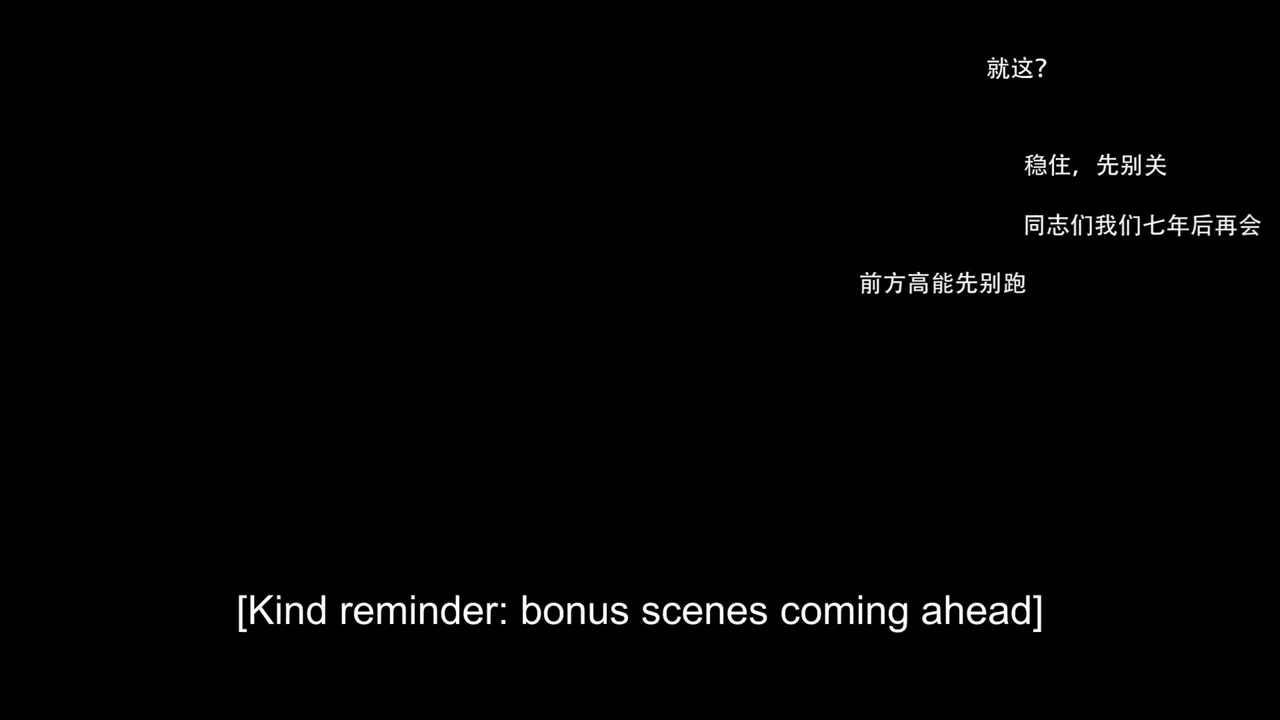 就这？
稳住，先别关
同志们我们七年后再会
前方高能先别跑
[Kind reminder: bonus scenes coming ahead]